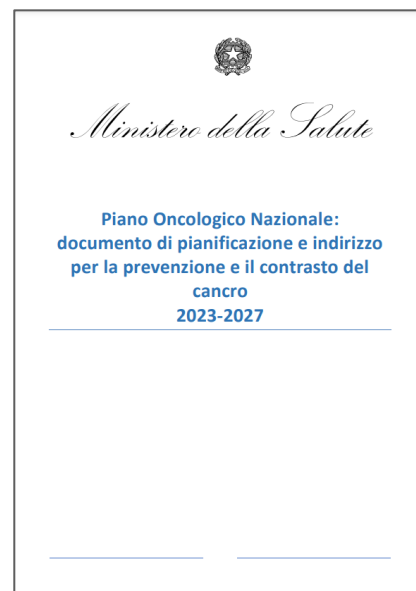 Ministero della Salute
Piano Oncologico Nazionale:
documento di pianificazione e indirizzo
per la prevenzione e il contrasto del
cancro
2023-2027